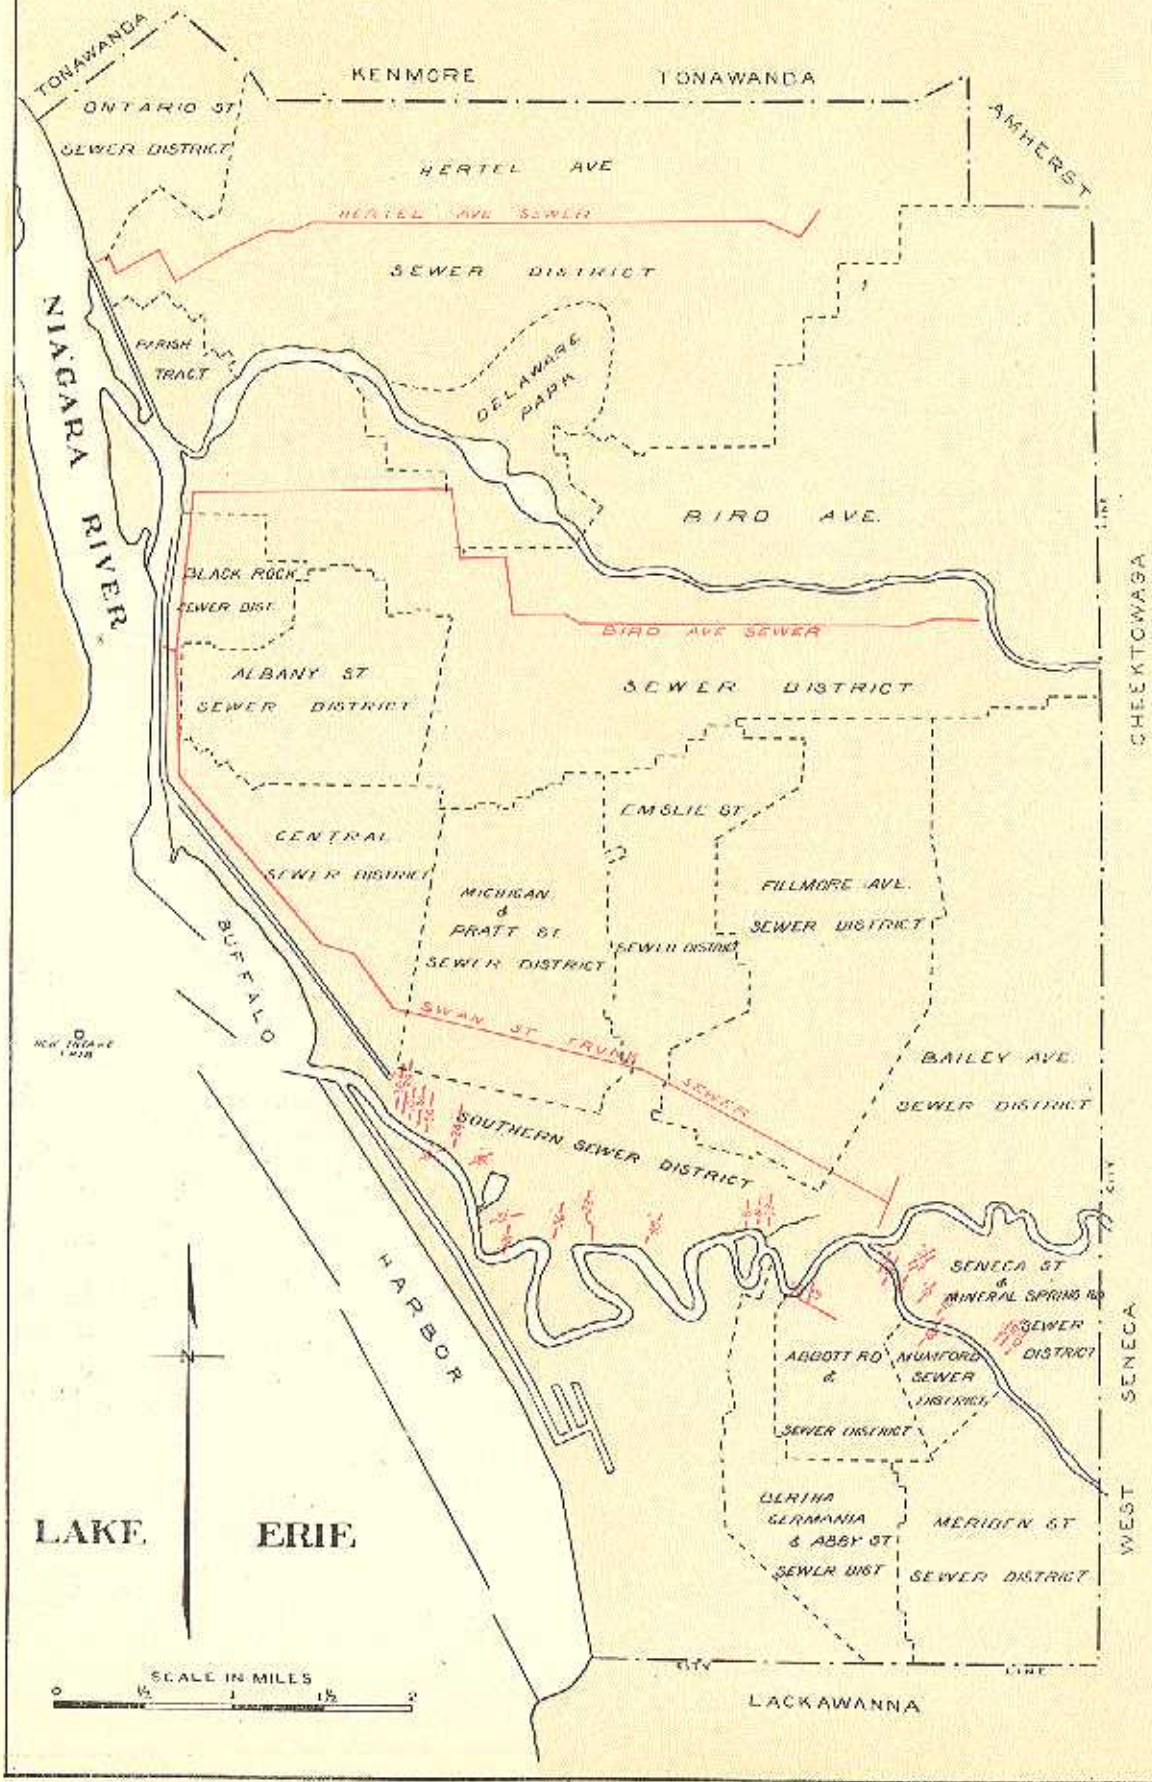 TONAWANDA
KENMORE
TONAWANDA
AMHERST
ONTARIO ST
SEWER DISTRICT
HERTEL AVE
HERTEL AVE SEWER
SEWER DISTRICT
NIAGARA RIVER
PARISH
TRACT
DELAWARE
PARK
BIRD AVE.
LINE
BLACK ROCK
SEWER DIST.
BIRD AVE SEWER
CHEEKTOWAGA
ALBANY ST
SEWER DISTRICT
SEWER DISTRICT
CENTRAL
SEWER DISTRICT
EMSLIE ST
SEWER DISTRICT
MICHIGAN
&
PRATT ST
SEWER DISTRICT
FILLMORE AVE.
SEWER DISTRICT
BUFFALO
HARBOR
NEW INTAKE
CRIB
SWAN ST TRUNK SEWER
BAILEY AVE.
SEWER DISTRICT
SOUTHERN SEWER DISTRICT
CITY
SENECA ST
&
MINERAL SPRING RD
SEWER
DISTRICT
ABBOTT RD
&
SEWER DISTRICT
MUMFORD
SEWER
DISTRICT
WEST SENECA
GERMANIA
& ABBY ST
SEWER DIST
MERIDEN ST
SEWER DISTRICT
N
LAKE ERIE
SCALE IN MILES
0 ½ 1 1½ 2
CITY LINE
LACKAWANNA